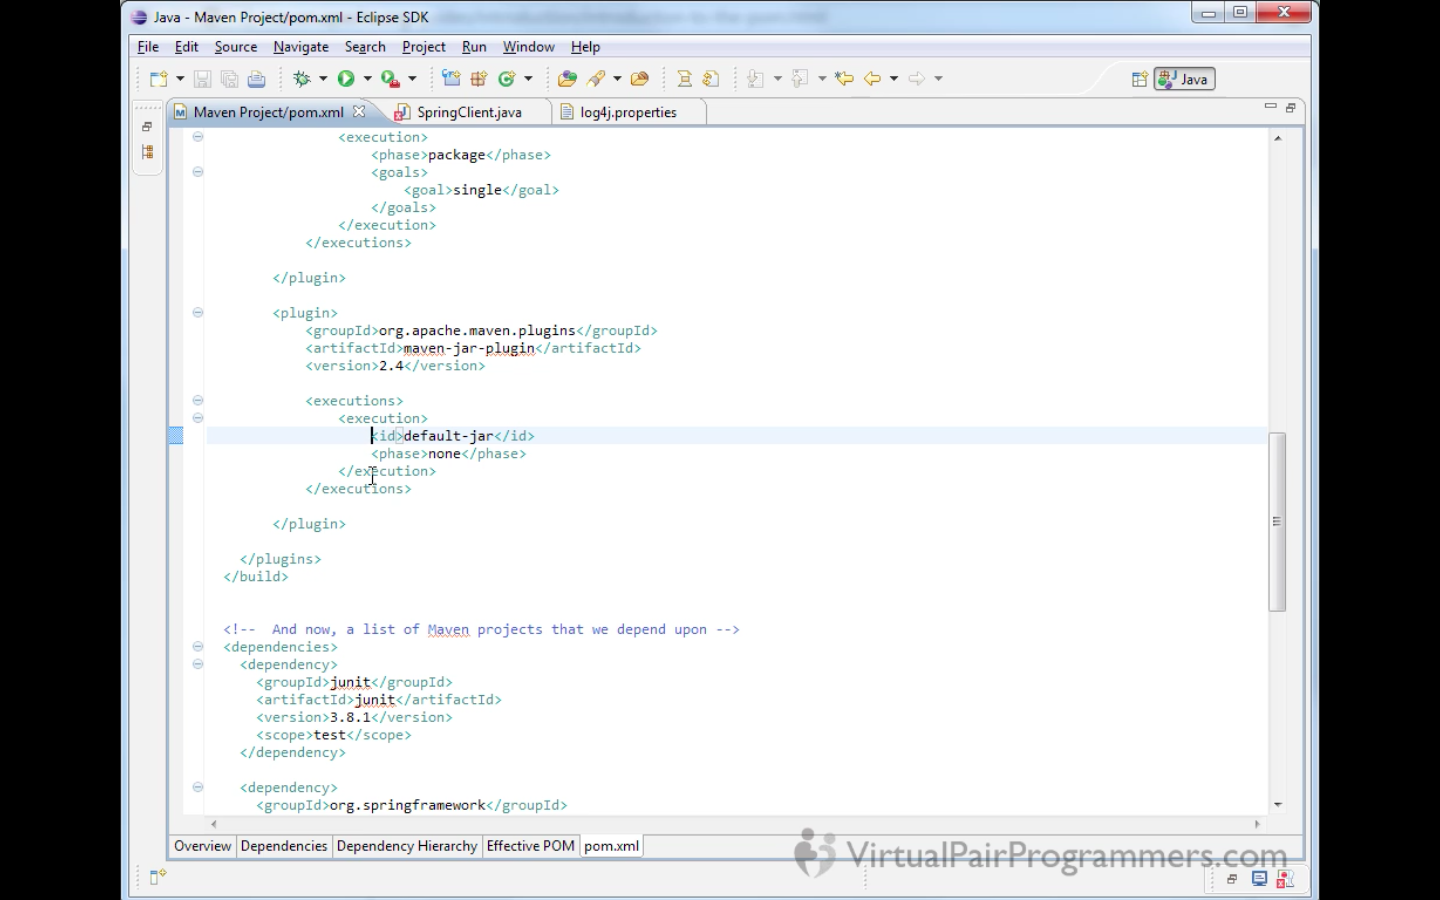 Java - Maven Project/pom.xml - Eclipse SDK
File Edit Source Navigate Search Project Run Window Help
Java
Maven Project/pom.xml SpringClient.java log4j.properties
<execution>
<phase>package</phase>
<goals>
<goal>single</goal>
</goals>
</execution>
</executions>
</plugin>
<plugin>
<groupId>org.apache.maven.plugins</groupId>
<artifactId>maven-jar-plugin</artifactId>
<version>2.4</version>
<executions>
<execution>
<id>default-jar</id>
<phase>none</phase>
</execution>
</executions>
</plugin>
</plugins>
</build>
<!-- And now, a list of Maven projects that we depend upon -->
<dependencies>
<dependency>
<groupId>junit</groupId>
<artifactId>junit</artifactId>
<version>3.8.1</version>
<scope>test</scope>
</dependency>
<dependency>
<groupId>org.springframework</groupId>
Overview Dependencies Dependency Hierarchy Effective POM pom.xml
VirtualPairProgrammers.com